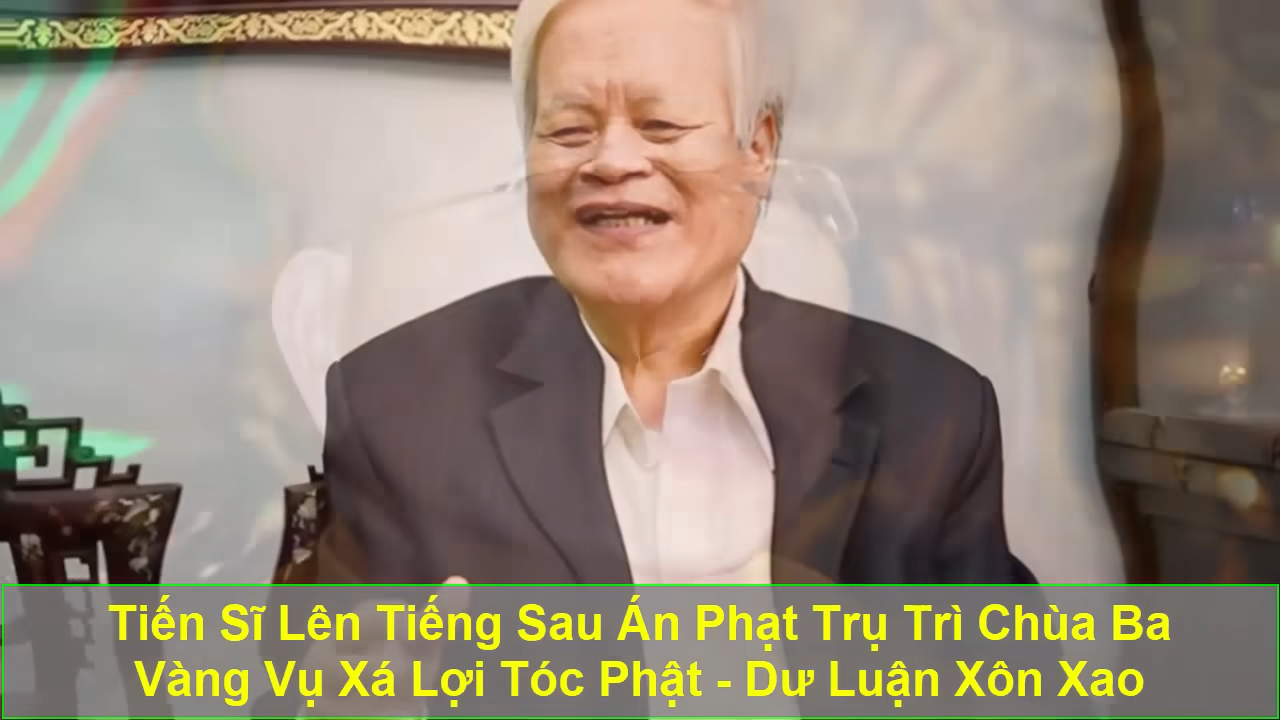 Tiến Sĩ Lên Tiếng Sau Án Phạt Trụ Trì Chùa Ba
Vàng Vụ Xá Lợi Tóc Phật - Dư Luận Xôn Xao